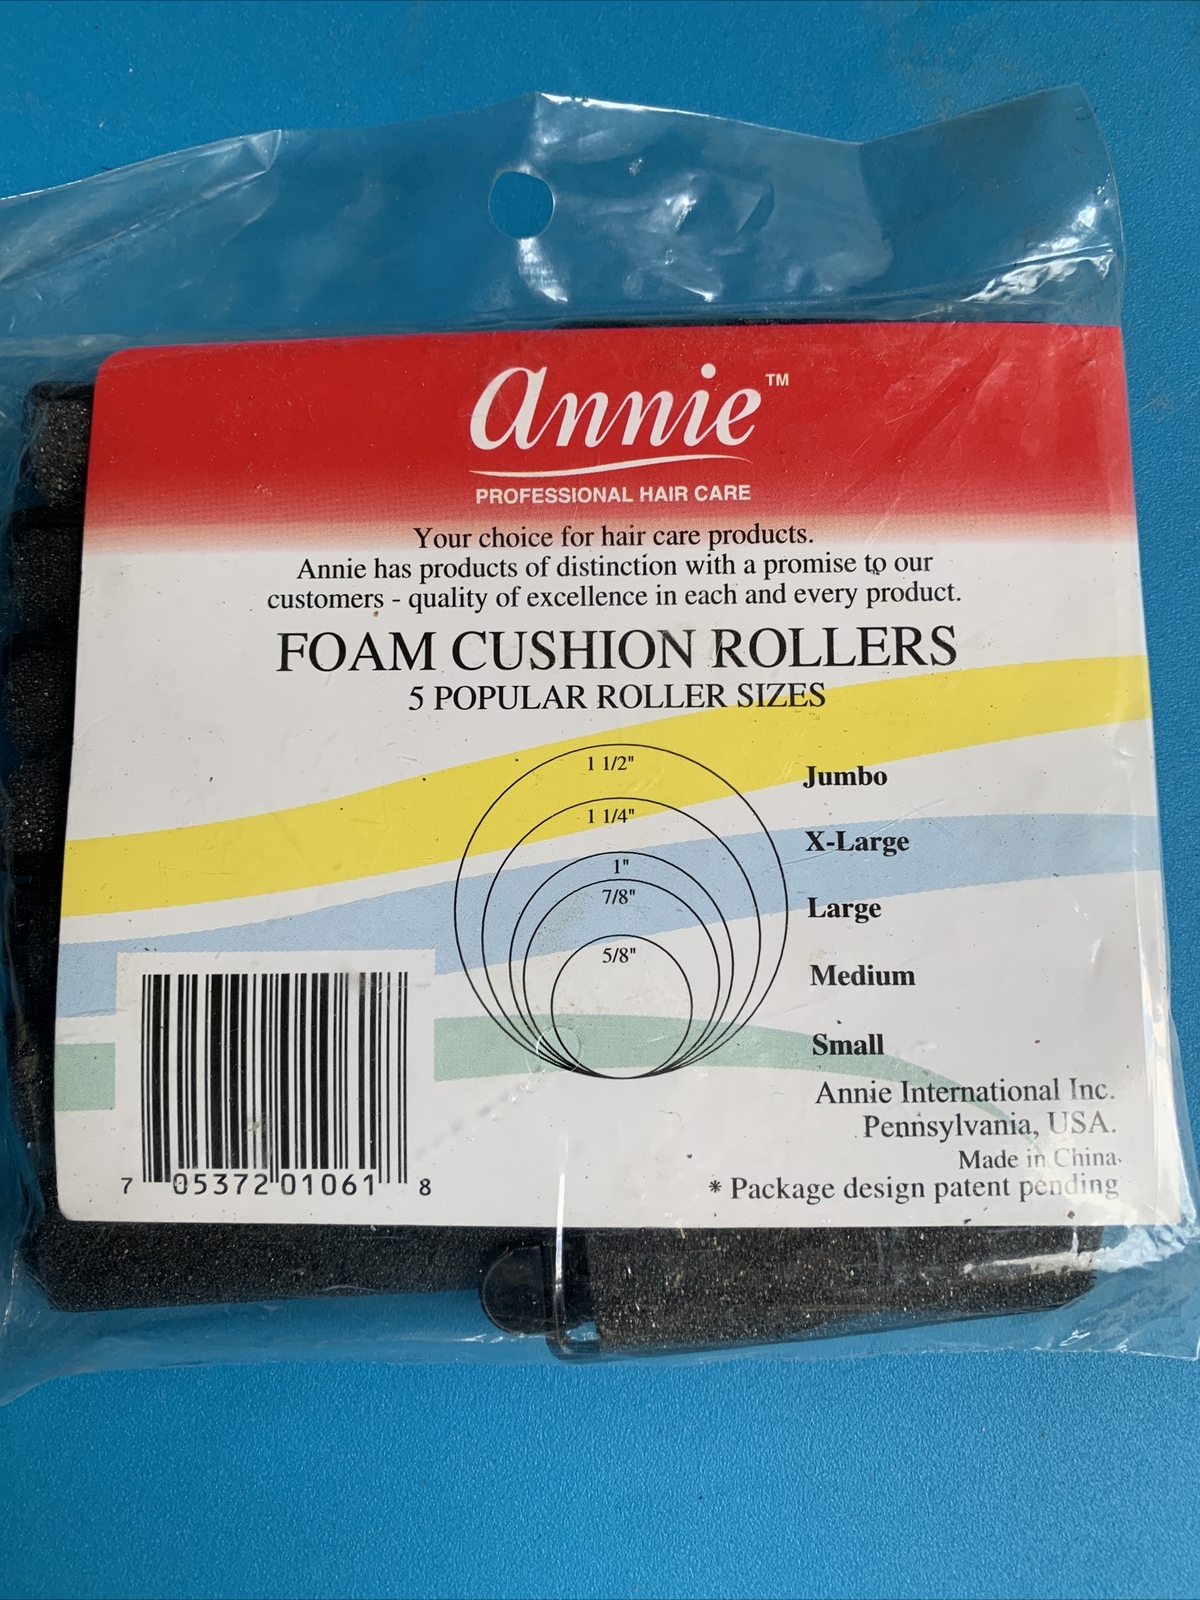 annie™
PROFESSIONAL HAIR CARE
Your choice for hair care products.
Annie has products of distinction with a promise to our
customers - quality of excellence in each and every product.
FOAM CUSHION ROLLERS
5 POPULAR ROLLER SIZES
1 1/2" Jumbo
1 1/4" X-Large
1" Large
7/8" Medium
5/8" Small
Annie International Inc.
Pennsylvania, USA.
Made in China.
* Package design patent pending
7 05372 01061 8